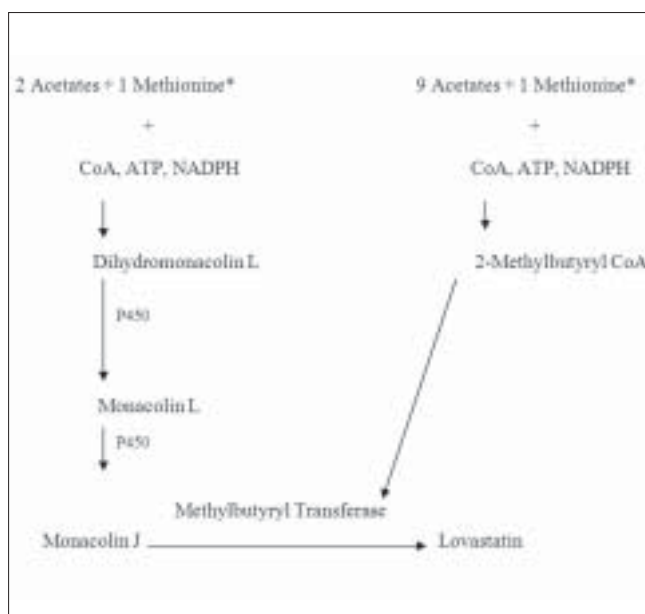 2 Acetates + 1 Methionine*
9 Acetates + 1 Methionine*
+
+
CoA, ATP, NADPH
CoA, ATP, NADPH
Dihydromonacolin L
2-Methylbutyryl CoA
P450
Monacolin L
P450
Methylbutyryl Transferase
Monacolin J
Lovastatin